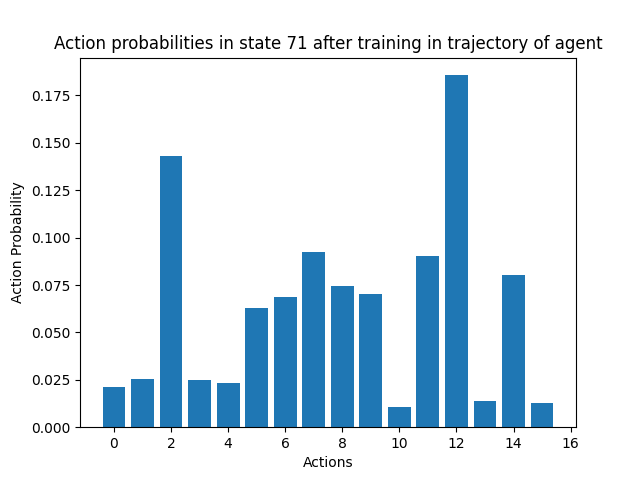 Action probabilities in state 71 after training in trajectory of agent
0.175
0.150
0.125
0.100
0.075
0.050
0.025
0.000
Action Probability
0 2 4 6 8 10 12 14 16
Actions